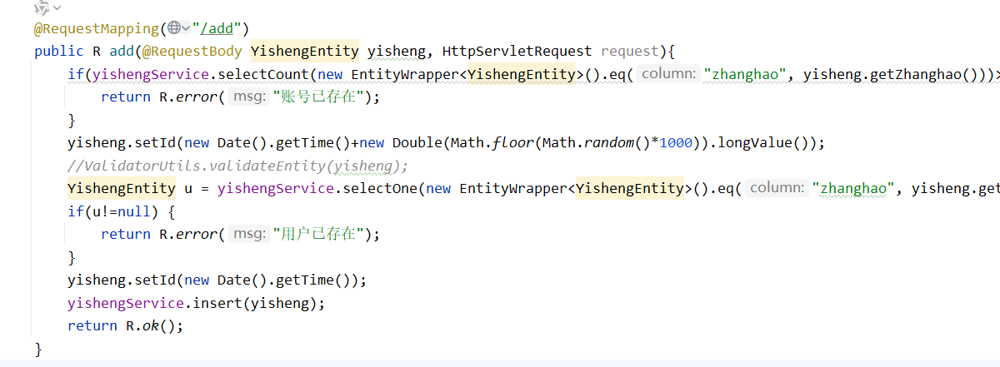 @RequestMapping("/add")
public R add(@RequestBody YishengEntity yisheng, HttpServletRequest request){
    if(yishengService.selectCount(new EntityWrapper<YishengEntity>().eq( column: "zhanghao", yisheng.getZhanghao()))>
        return R.error( msg: "账号已存在");
    }
    yisheng.setId(new Date().getTime()+new Double(Math.floor(Math.random()*1000)).longValue());
    //ValidatorUtils.validateEntity(yisheng);
    YishengEntity u = yishengService.selectOne(new EntityWrapper<YishengEntity>().eq( column: "zhanghao", yisheng.get
    if(u!=null) {
        return R.error( msg: "用户已存在");
    }
    yisheng.setId(new Date().getTime());
    yishengService.insert(yisheng);
    return R.ok();
}